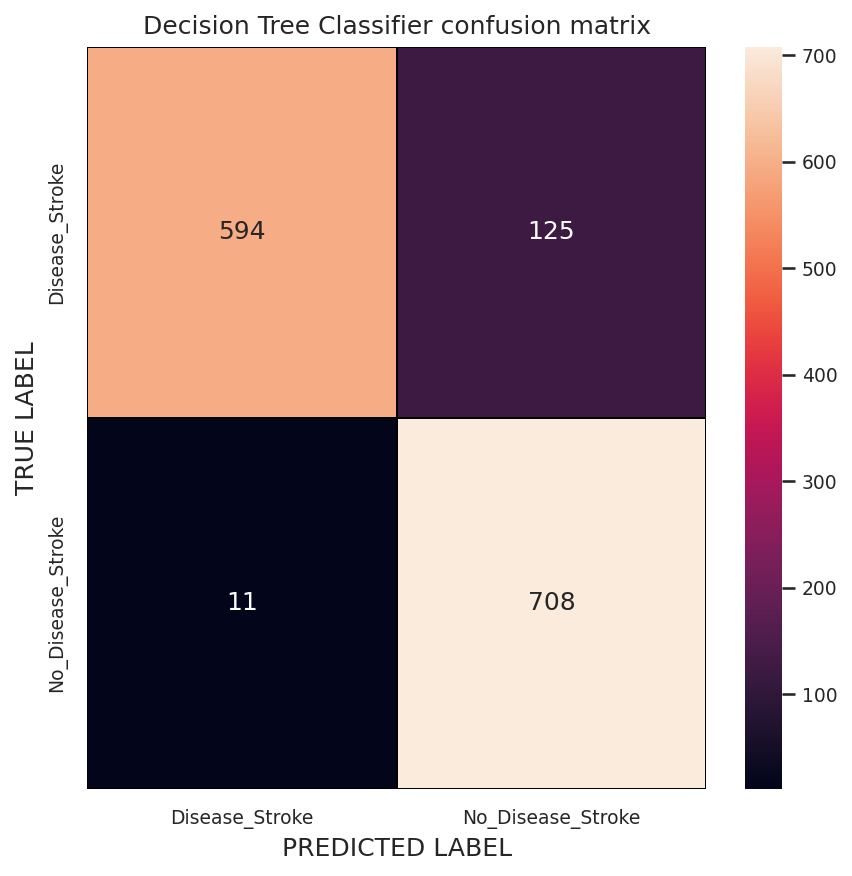 Decision Tree Classifier confusion matrix
TRUE LABEL
Disease_Stroke
No_Disease_Stroke
594
125
11
708
Disease_Stroke
No_Disease_Stroke
PREDICTED LABEL
700
600
500
400
300
200
100